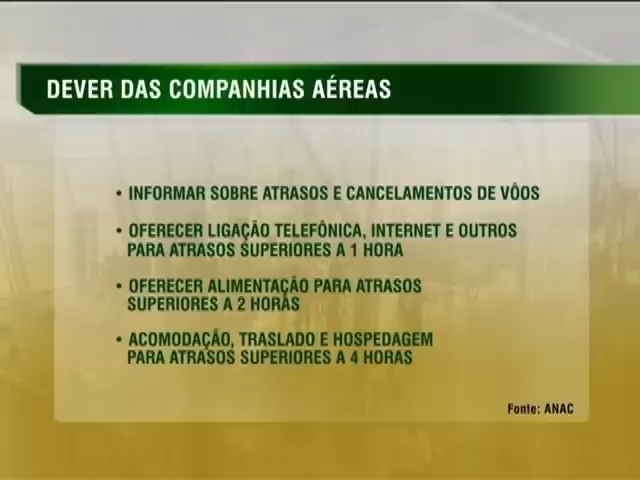 DEVER DAS COMPANHIAS AÉREAS
• INFORMAR SOBRE ATRASOS E CANCELAMENTOS DE VÔOS
• OFERECER LIGAÇÃO TELEFÔNICA, INTERNET E OUTROS
PARA ATRASOS SUPERIORES A 1 HORA
• OFERECER ALIMENTAÇÃO PARA ATRASOS
SUPERIORES A 2 HORAS
• ACOMODAÇÃO, TRASLADO E HOSPEDAGEM
PARA ATRASOS SUPERIORES A 4 HORAS
Fonte: ANAC